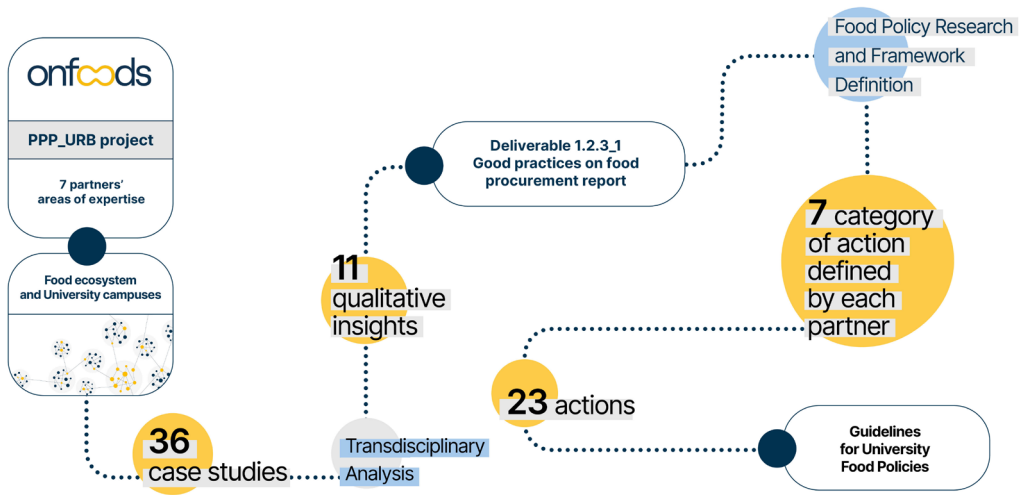 onfoods
PPP_URB project
7 partners'
areas of expertise
Food ecosystem
and University campuses
36
case studies
Transdisciplinary
Analysis
11
qualitative
insights
Deliverable 1.2.3_1
Good practices on food
procurement report
Food Policy Research
and Framework
Definition
7 category
of action
defined
by each
partner
23 actions
Guidelines
for University
Food Policies